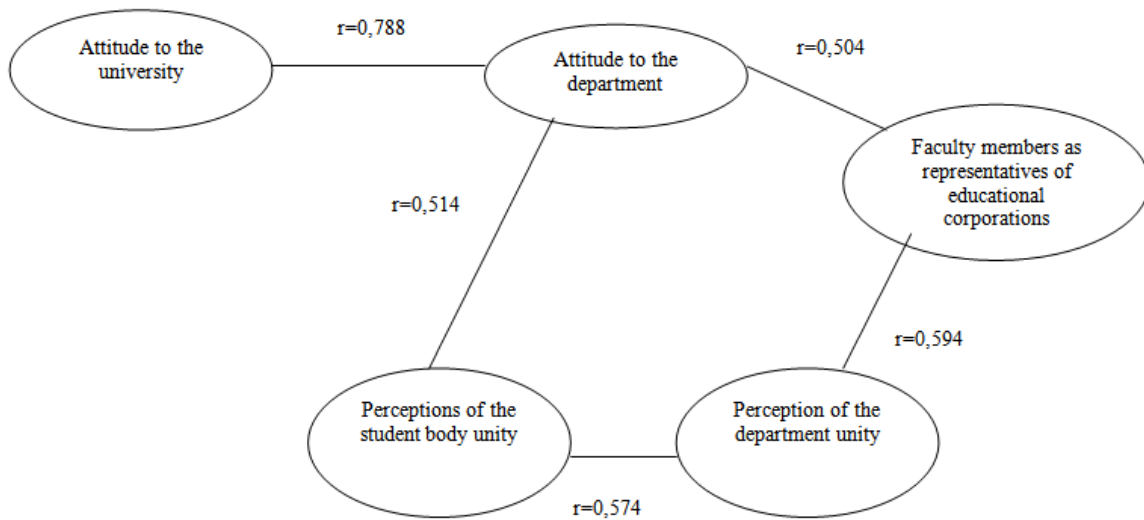 Attitude to the
university
r=0,788
Attitude to the
department
r=0,504
Faculty members as
representatives of
educational
corporations
r=0,514
r=0,594
Perceptions of the
student body unity
Perception of the
department unity
r=0,574